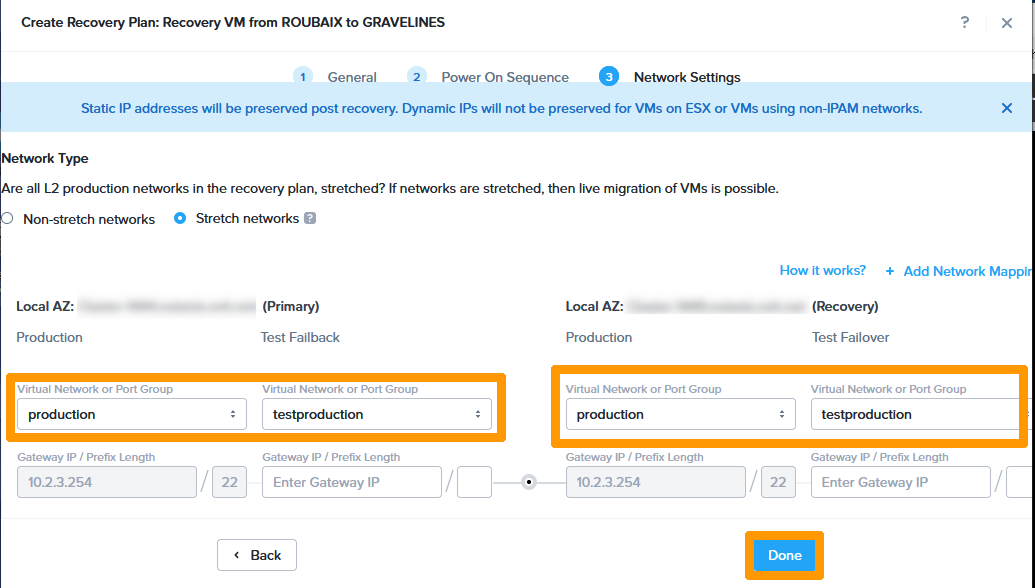 Create Recovery Plan: Recovery VM from ROUBAIX to GRAVELINES ?
1 General 2 Power On Sequence 3 Network Settings
Static IP addresses will be preserved post recovery. Dynamic IPs will not be preserved for VMs on ESX or VMs using non-IPAM networks.
Network Type
Are all L2 production networks in the recovery plan, stretched? If networks are stretched, then live migration of VMs is possible.
Non-stretch networks Stretch networks ?
How it works? + Add Network Mappin
Local AZ: (Primary) Local AZ: (Recovery)
Production Test Failback Production Test Failover
Virtual Network or Port Group Virtual Network or Port Group Virtual Network or Port Group Virtual Network or Port Group
production testproduction production testproduction
Gateway IP / Prefix Length Gateway IP / Prefix Length Gateway IP / Prefix Length Gateway IP / Prefix Length
10.2.3.254 / 22 Enter Gateway IP / 10.2.3.254 / 22 Enter Gateway IP /
Back Done